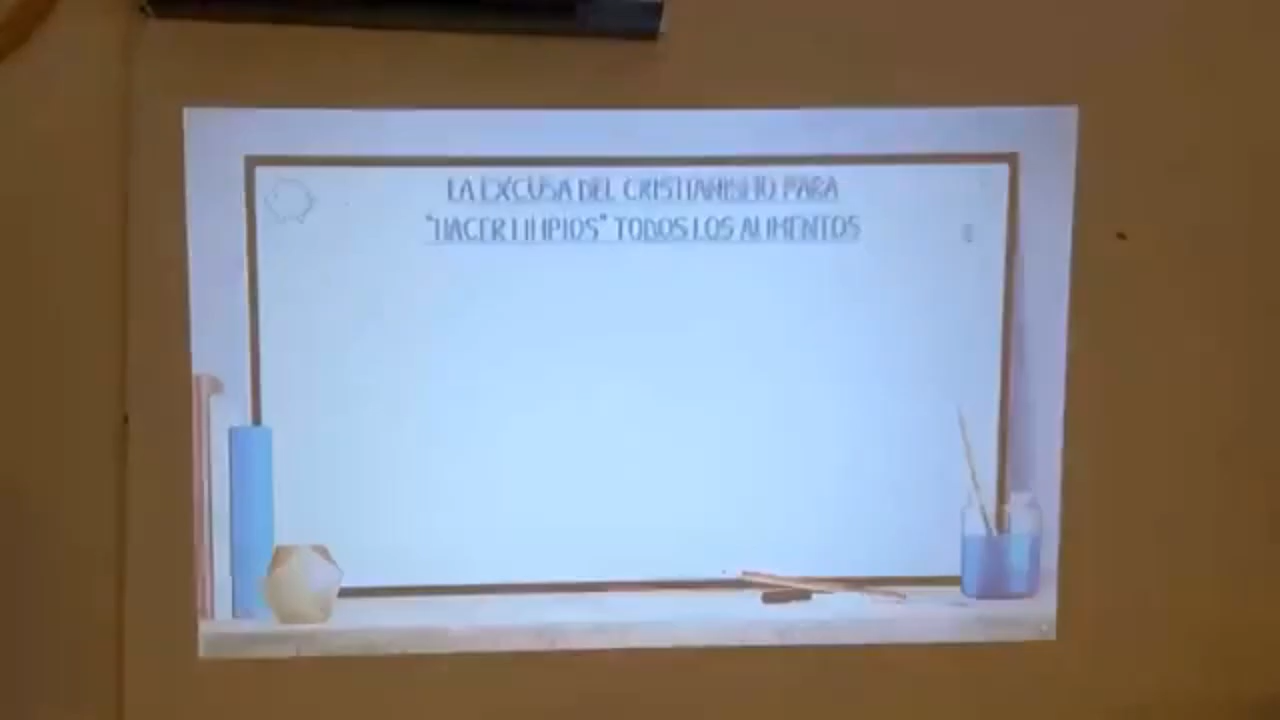 LA EXCUSA DEL CRISTIANISMO PARA
"HACER LIMPIOS" TODOS LOS ALIMENTOS